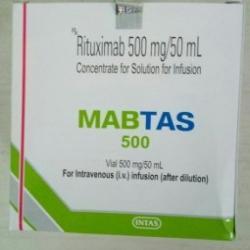 Rituximab 500 mg/50 mL
Concentrate for Solution for Infusion
MABTAS
500
Vial 500 mg/50 mL
For Intravenous (i.v.) infusion (after dilution)
INTAS